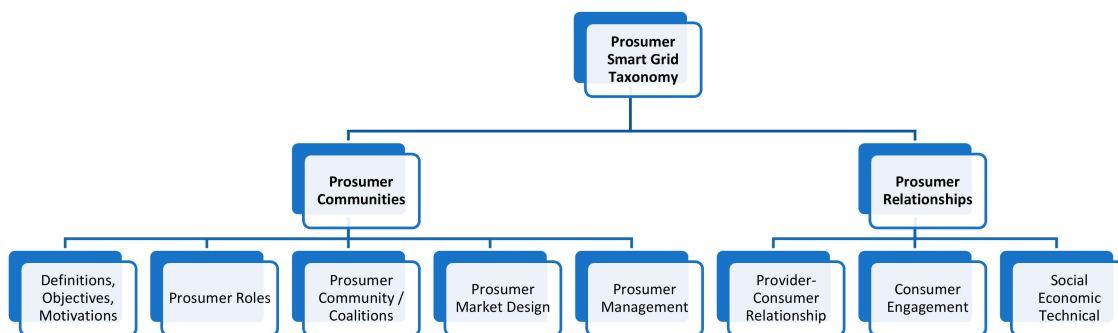 Prosumer
Smart Grid
Taxonomy
Prosumer
Communities
Prosumer
Relationships
Definitions,
Objectives,
Motivations
Prosumer Roles
Prosumer
Community /
Coalitions
Prosumer
Market Design
Prosumer
Management
Provider-
Consumer
Relationship
Consumer
Engagement
Social
Economic
Technical